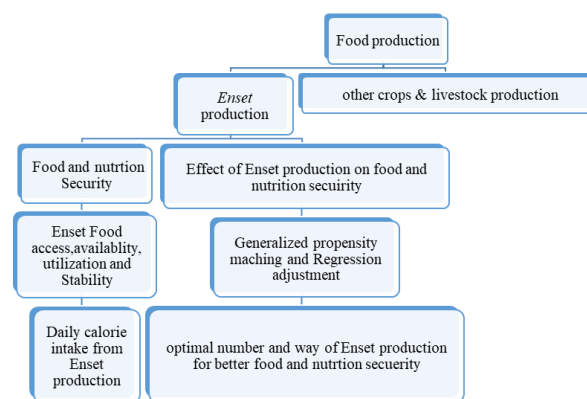 Food production
Enset
production
other crops & livestock production
Food and nutrtion
Security
Effect of Enset production on food and
nutrition secuirity
Enset Food
access,availablity,
utilization and
Stability
Generalized propensity
maching and Regression
adjustment
Daily calorie
intake from
Enset
production
optimal number and way of Enset production
for better food and nutrtion secuerity